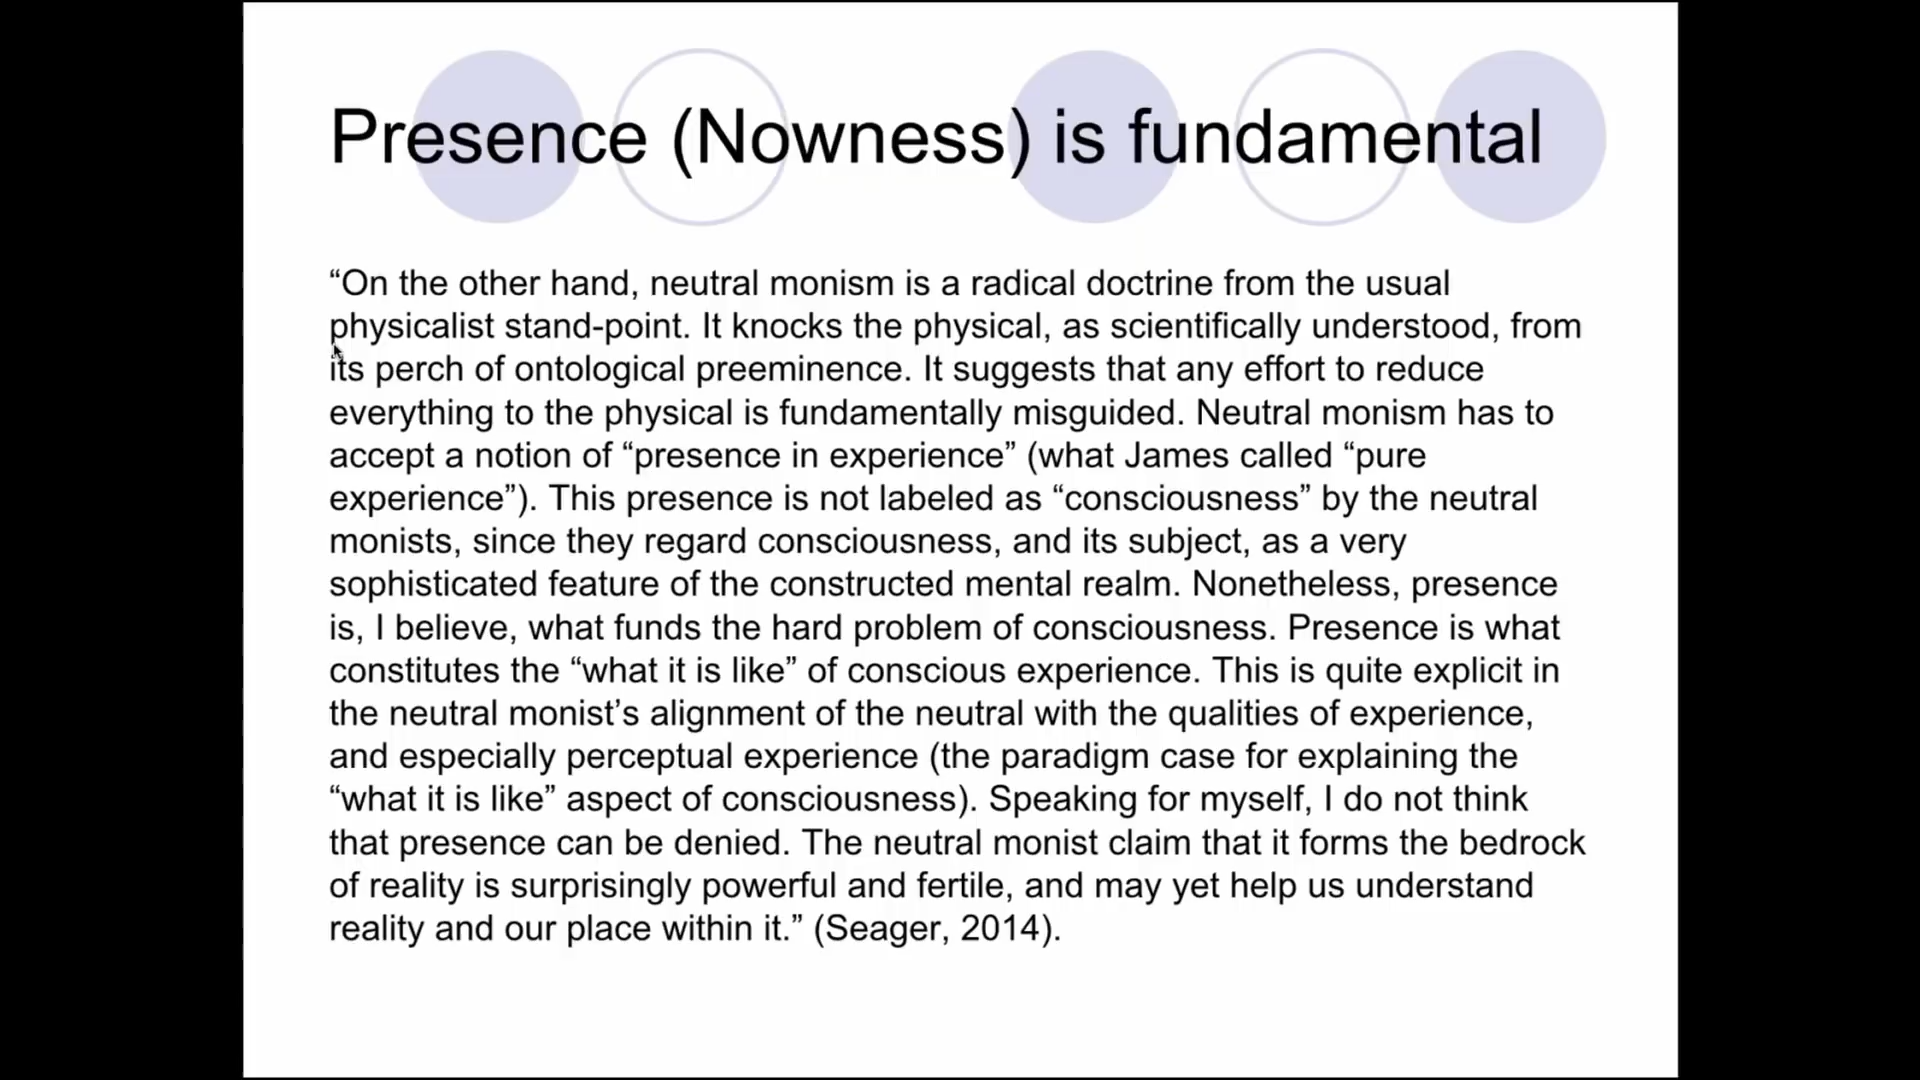 Presence (Nowness) is fundamental
“On the other hand, neutral monism is a radical doctrine from the usual
physicalist stand-point. It knocks the physical, as scientifically understood, from
its perch of ontological preeminence. It suggests that any effort to reduce
everything to the physical is fundamentally misguided. Neutral monism has to
accept a notion of “presence in experience” (what James called “pure
experience”). This presence is not labeled as “consciousness” by the neutral
monists, since they regard consciousness, and its subject, as a very
sophisticated feature of the constructed mental realm. Nonetheless, presence
is, I believe, what funds the hard problem of consciousness. Presence is what
constitutes the “what it is like” of conscious experience. This is quite explicit in
the neutral monist’s alignment of the neutral with the qualities of experience,
and especially perceptual experience (the paradigm case for explaining the
“what it is like” aspect of consciousness). Speaking for myself, I do not think
that presence can be denied. The neutral monist claim that it forms the bedrock
of reality is surprisingly powerful and fertile, and may yet help us understand
reality and our place within it.” (Seager, 2014).